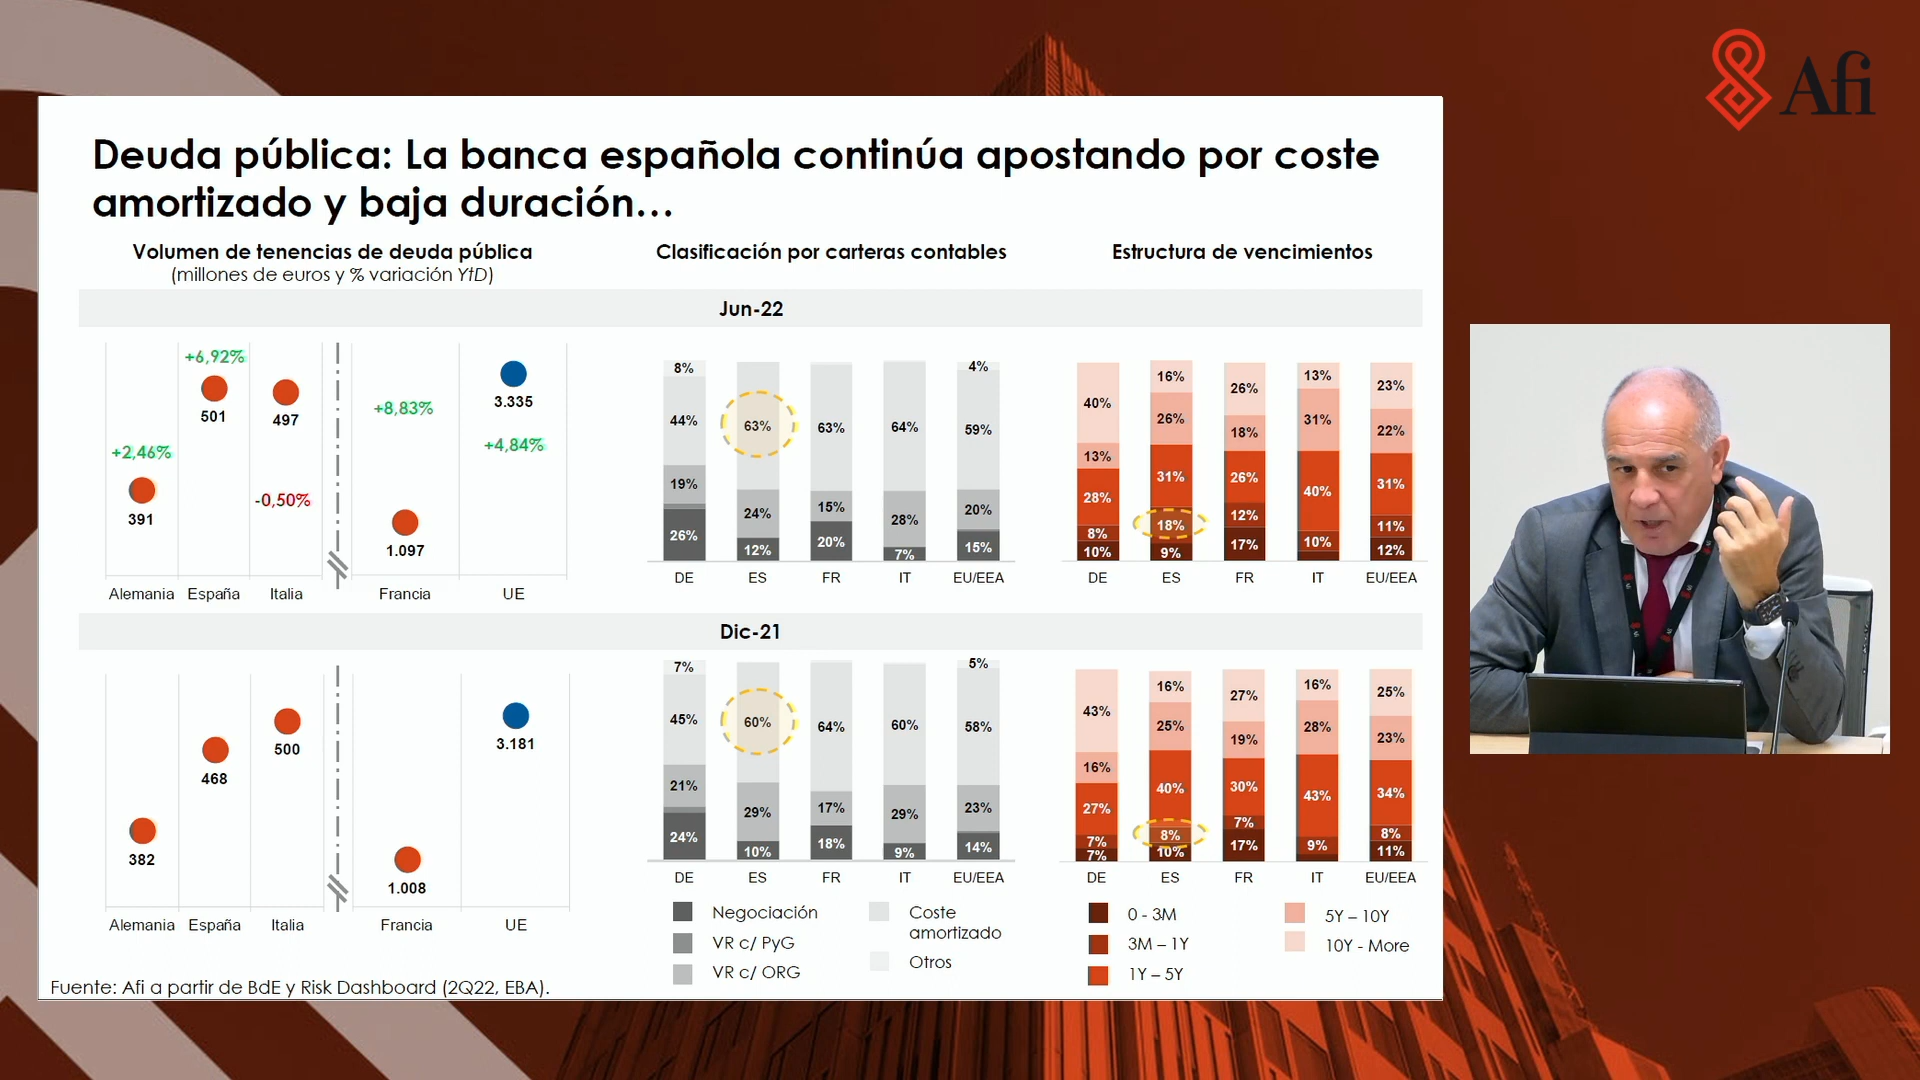 Afi
Deuda pública: La banca española continúa apostando por coste
amortizado y baja duración…
Volumen de tenencias de deuda pública
(millones de euros y % variación YtD)
Clasificación por carteras contables
Estructura de vencimientos
Jun-22
+6,92%
501
497
+2,46%
391
-0,50%
+8,83%
1.097
3.335
+4,84%
Alemania España Italia Francia UE
8% 4%
44% 63% 63% 64% 59%
19% 24% 15% 28% 20%
26% 12% 20% 7% 15%
DE ES FR IT EU/EEA
40% 16% 26% 13% 23%
13% 26% 18% 31% 22%
28% 31% 26% 40% 31%
8% 18% 12% 10% 11%
10% 9% 17% 12%
DE ES FR IT EU/EEA
Dic-21
382
468
500
1.008
3.181
Alemania España Italia Francia UE
7% 5%
45% 60% 64% 60% 58%
21% 29% 17% 29% 23%
24% 10% 18% 9% 14%
DE ES FR IT EU/EEA
43% 16% 27% 16% 25%
16% 25% 19% 28% 23%
27% 40% 30% 43% 34%
7% 8% 7% 9% 8%
7% 10% 17% 11%
DE ES FR IT EU/EEA
Negociación
VR c/ PyG
VR c/ ORG
Coste
amortizado
Otros
0 - 3M
3M – 1Y
1Y – 5Y
5Y – 10Y
10Y - More
Fuente: Afi a partir de BdE y Risk Dashboard (2Q22, EBA).